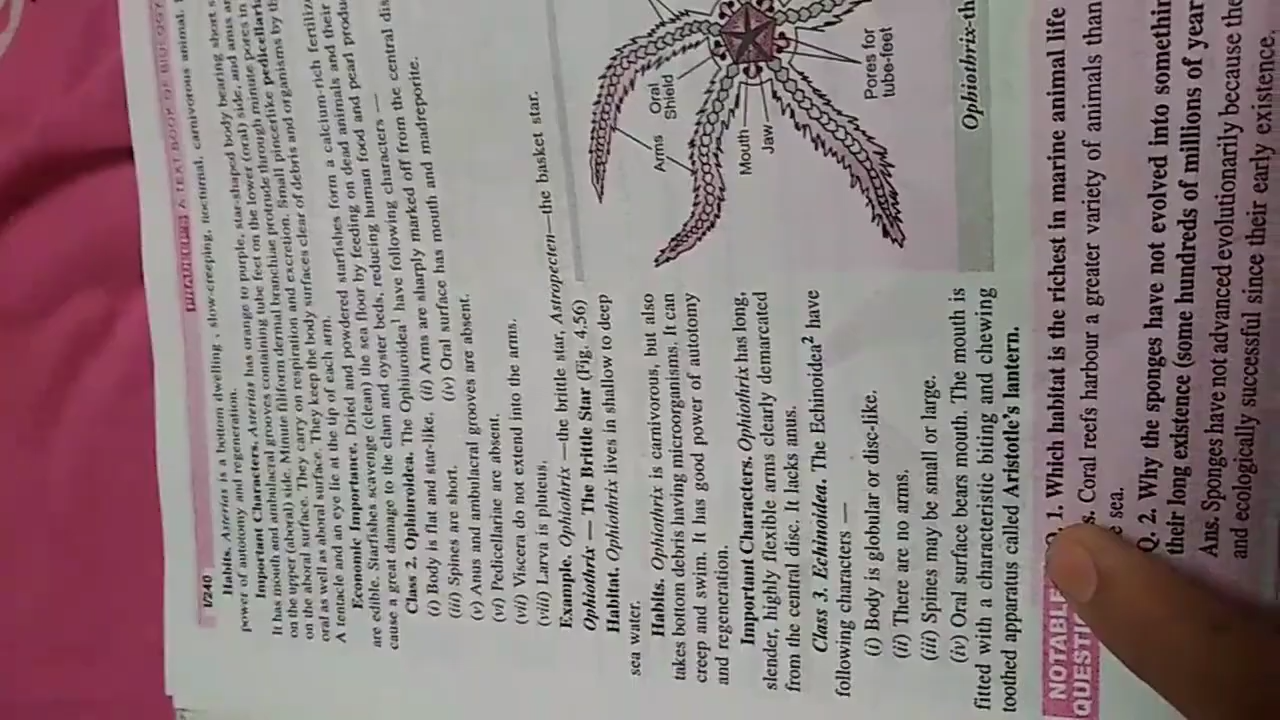 1/240
A TEXT BOOK OF BIOLOGY
Habits. Asterias is a bottom dwelling, slow-creeping, nocturnal, carnivorous animal.
power of autonomy and regeneration.
Important Characters. Asterias has orange to purple, star-shaped body bearing short
It has mouth and ambulacral grooves containing tube feet on the lower (oral) side, and anus
on the upper (aboral) side. Minute filiform dermal branchiae protrude through minute pores in
on the aboral surface. They carry on respiration and excretion. Small pincerlike pedicellari
oral as well as aboral surface. They keep the body surfaces clear of debris and organisms by
A tentacle and an eye lie at the tip of each arm.
Economic Importance. Dried and powdered starfishes form a calcium-rich fertiliz
are edible. Starfishes scavenge (clean) the sea floor by feeding on dead animals and their
cause a great damage to the clam and oyster beds, reducing human food and pearl produc
Class 2. Ophiuroidea. The Ophiuroidea¹ have following characters —
(i) Body is flat and star-like. (ii) Arms are sharply marked off from the central dis
(iii) Spines are short. (iv) Oral surface has mouth and madreporite.
(v) Anus and ambulacral grooves are absent.
(vi) Pedicellariae are absent.
(vii) Viscera do not extend into the arms.
(viii) Larva is pluteus.
Example. Ophiothrix —the brittle star, Astropecten—the basket star.
Ophiothrix — The Brittle Star (Fig. 4.56)
Habitat. Ophiothrix lives in shallow to deep
sea water.
Habits. Ophiothrix is carnivorous, but also
takes bottom debris having microorganisms. It can
creep and swim. It has good power of autonomy
and regeneration.
Important Characters. Ophiothrix has long,
slender, highly flexible arms clearly demarcated
from the central disc. It lacks anus.
Class 3. Echinoidea. The Echinoidea² have
following characters —
(i) Body is globular or disc-like.
(ii) There are no arms.
(iii) Spines may be small or large.
(iv) Oral surface bears mouth. The mouth is
fitted with a characteristic biting and chewing
toothed apparatus called Aristotle's lantern.
Arms
Oral
Shield
Mouth
Jaw
Pores for
tube-feet
Ophiothrix-th
NOTABLE
QUESTI
1. Which habitat is the richest in marine animal life
s. Coral reefs harbour a greater variety of animals than
sea.
Q. 2. Why the sponges have not evolved into somethin
their long existence (some hundreds of millions of year
Ans. Sponges have not advanced evolutionarily because the
and ecologically successful since their early existence.